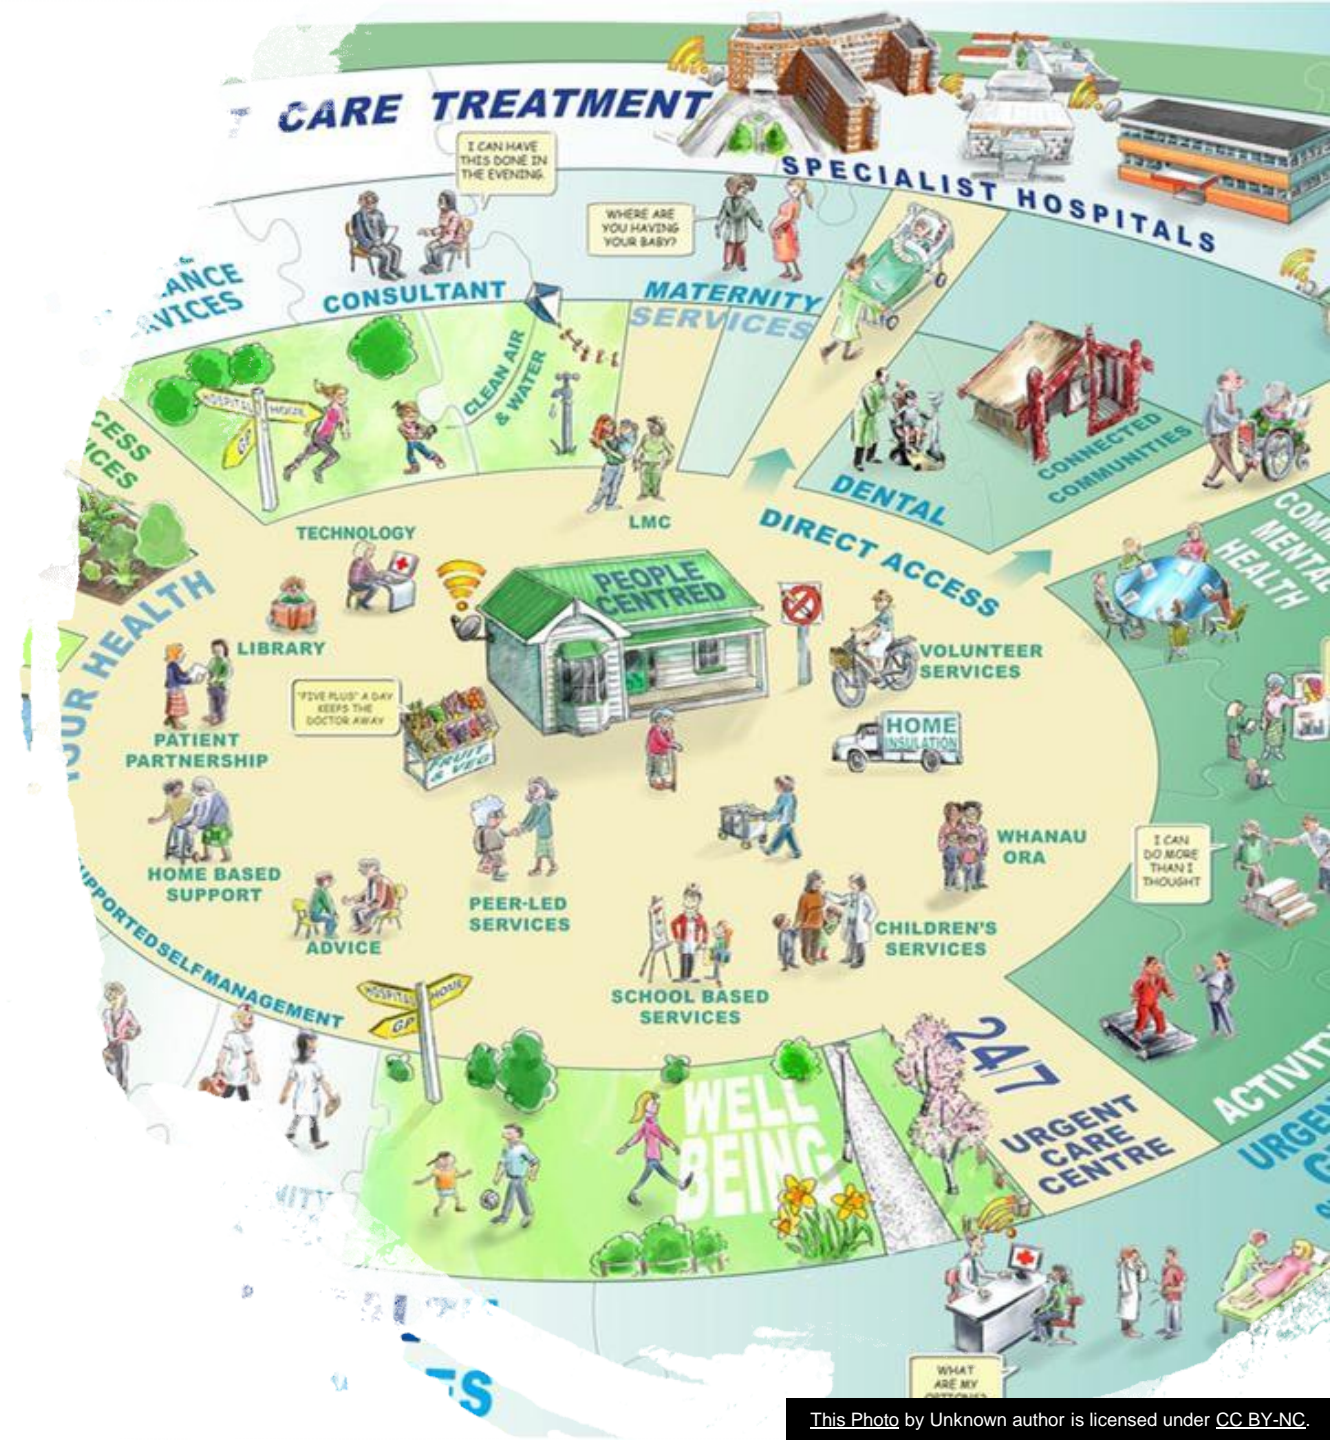 CARE TREATMENT
I CAN HAVE
THIS DONE IN
THE EVENING.
SPECIALIST HOSPITALS
WHERE ARE
YOU HAVING
YOUR BABY?
CONSULTANT
MATERNITY
SERVICES
CLEAN AIR
& WATER
HOSPITAL
HOME
GP
CONNECTED
COMMUNITIES
DENTAL
LMC
DIRECT ACCESS
MENTAL
HEALTH
TECHNOLOGY
PEOPLE
CENTRED
LIBRARY
VOLUNTEER
SERVICES
HEALTH
"FIVE PLUS" A DAY
KEEPS THE
DOCTOR AWAY
PATIENT
PARTNERSHIP
HOME
INSULATION
FRUIT
& VEG
WHANAU
ORA
I CAN
DO MORE
THAN I
THOUGHT
HOME BASED
SUPPORT
PEER-LED
SERVICES
ADVICE
CHILDREN'S
SERVICES
SELF MANAGEMENT
HOSPITAL
HOME
GP
SCHOOL BASED
SERVICES
24/7
URGENT
CARE
CENTRE
ACTIVITY
WELL
BEING
WHAT
ARE MY
This Photo by Unknown author is licensed under CC BY-NC.